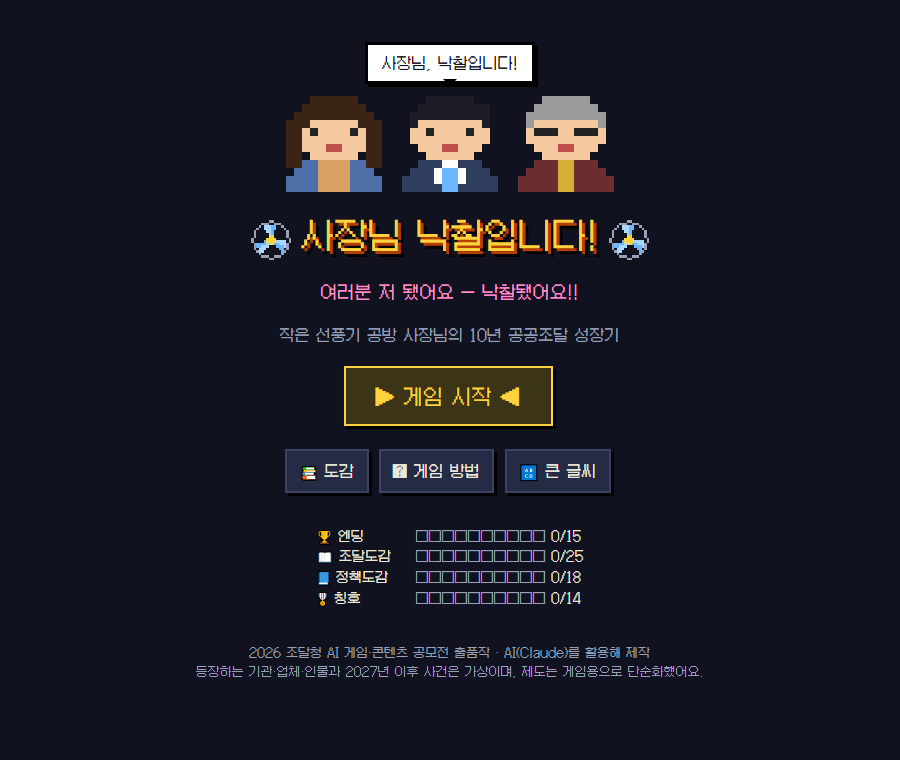 사장님, 낙찰입니다!
사장님 낙찰입니다!
여러분 저 됐어요 — 낙찰됐어요!!
작은 선풍기 공방 사장님의 10년 공공조달 성장기
▶ 게임 시작 ◀
도감
? 게임 방법
큰 글씨
엔딩 □□□□□□□□□□ 0/15
조달도감 □□□□□□□□□□ 0/25
정책도감 □□□□□□□□□□ 0/18
칭호 □□□□□□□□□□ 0/14
2026 조달청 AI 게임·콘텐츠 공모전 출품작 · AI(Claude)를 활용해 제작
등장하는 기관·업체·인물과 2027년 이후 사건은 가상이며, 제도는 게임용으로 단순화했어요.